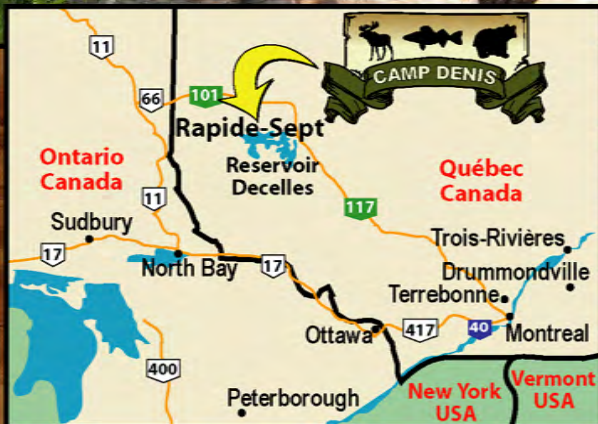 11
66
101
CAMP DENIS
Rapide-Sept
Reservoir
Decelles
Ontario
Canada
Québec
Canada
11
117
Sudbury
17
North Bay
17
Trois-Rivières
Drummondville
Terrebonne
Ottawa
417
40
Montreal
400
Peterborough
New York
USA
Vermont
USA